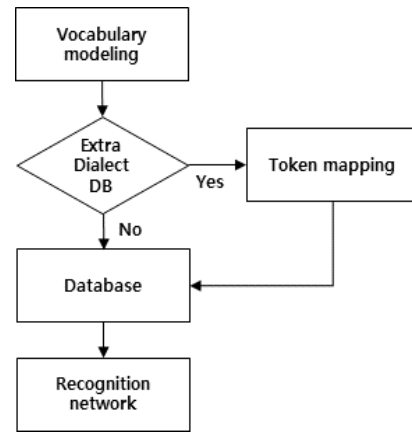 Vocabulary
modeling
Extra
Dialect
DB
Yes
Token mapping
No
Database
Recognition
network